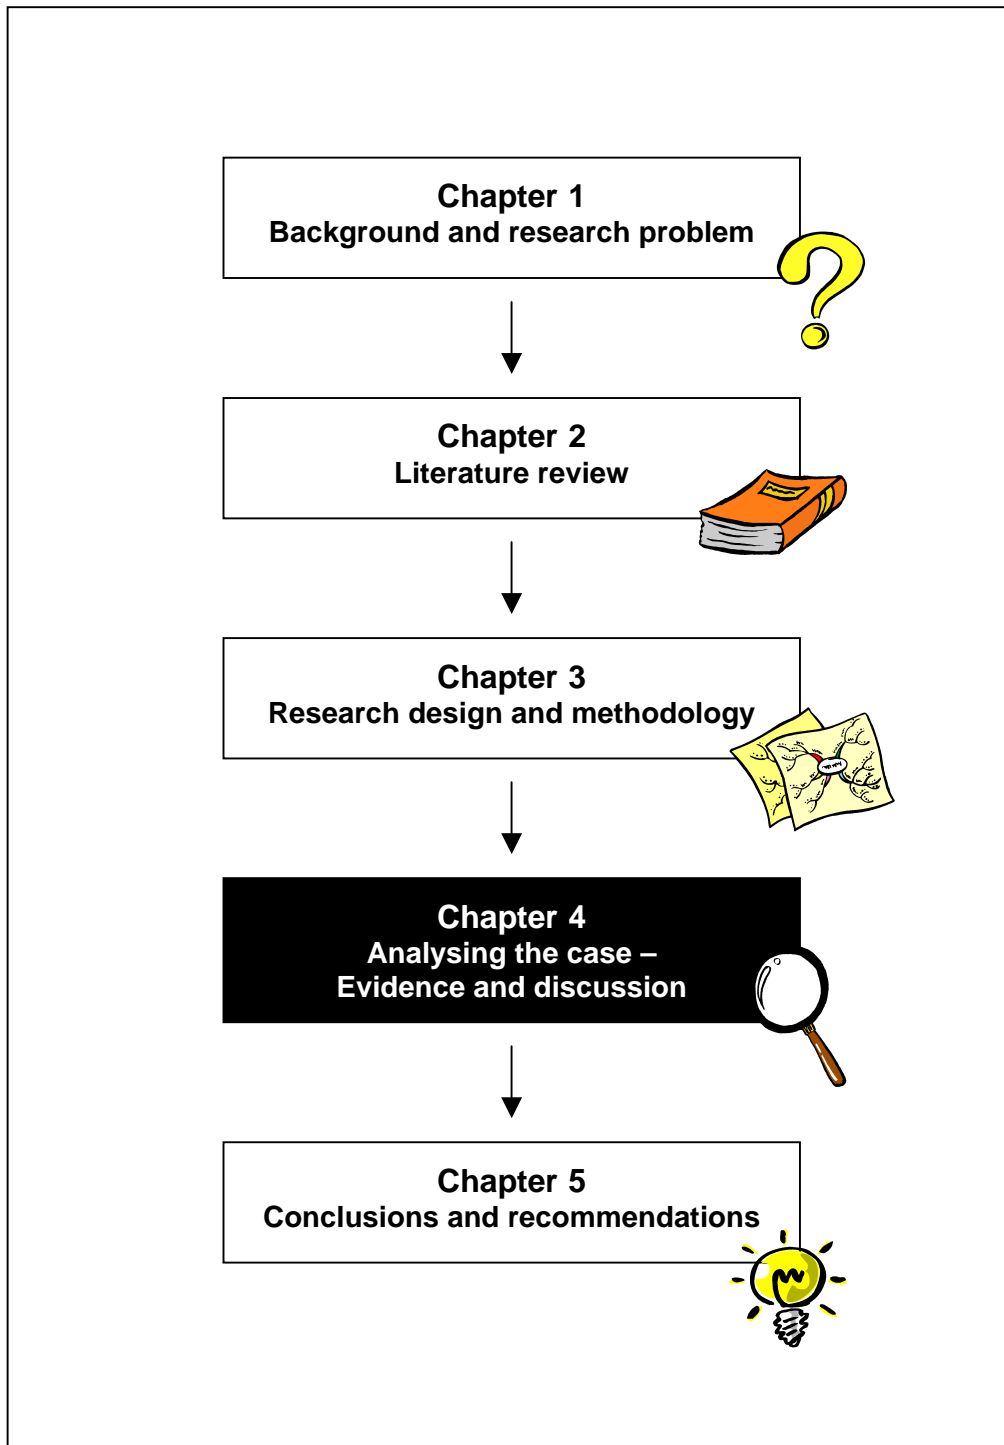 Chapter 1
Background and research problem
Chapter 2
Literature review
Chapter 3
Research design and methodology
Chapter 4
Analysing the case –
Evidence and discussion
Chapter 5
Conclusions and recommendations